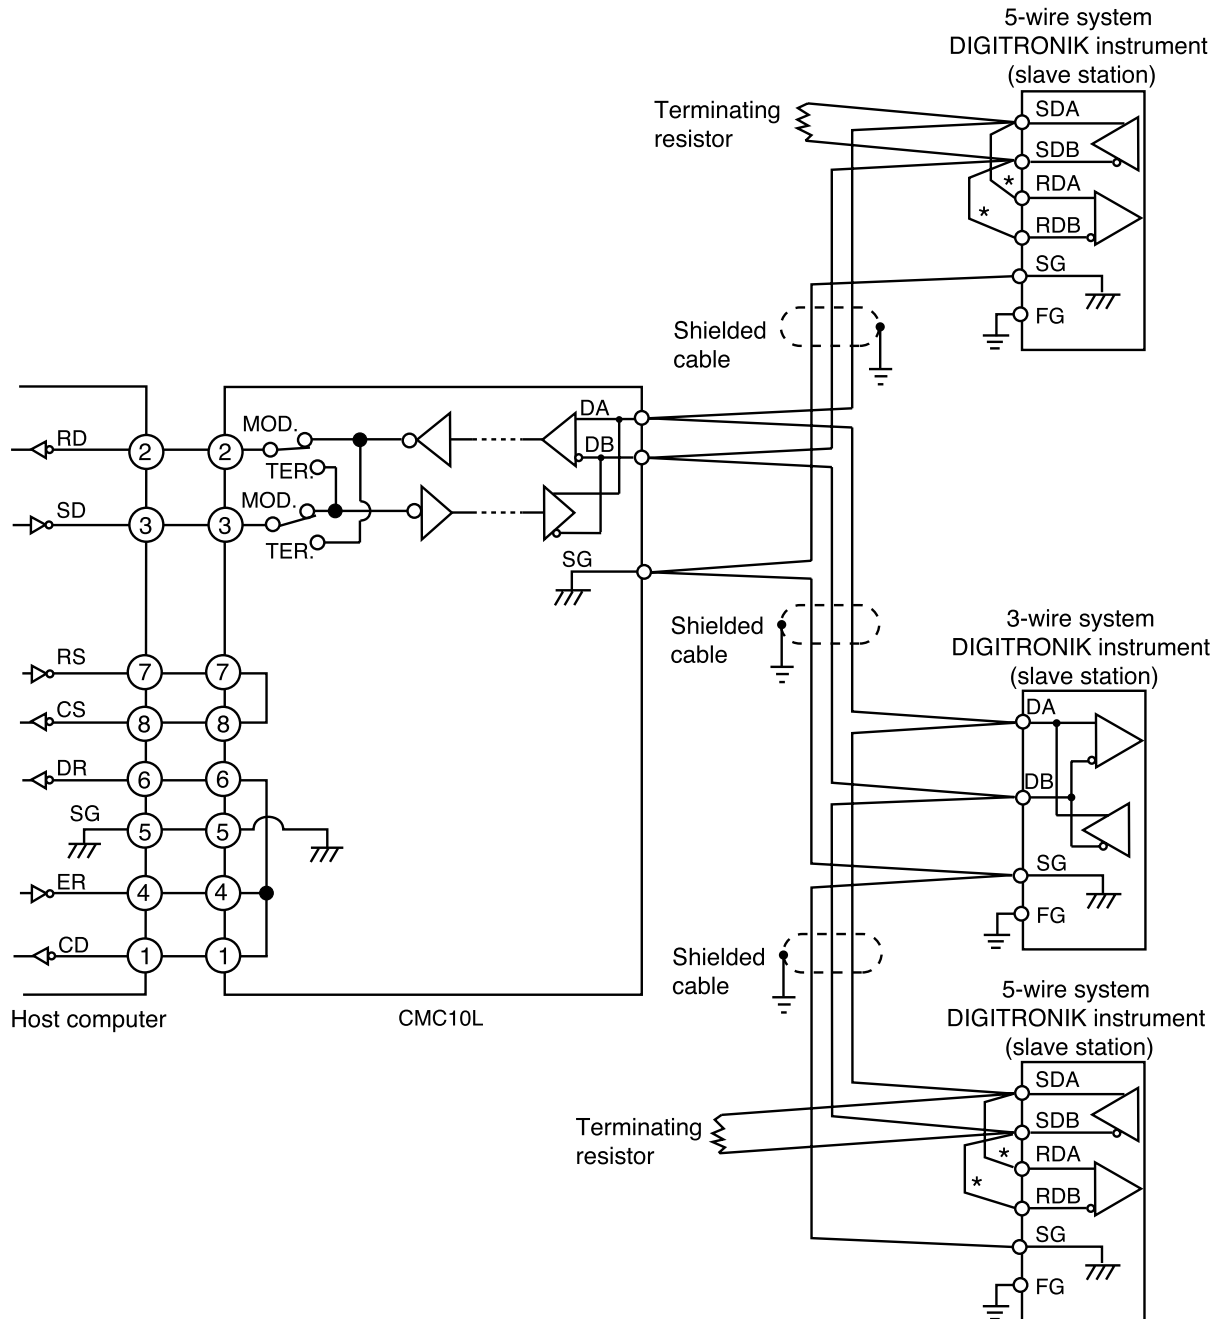 5-wire system
DIGITRONIK instrument
(slave station)
Terminating
resistor
SDA
SDB
*
RDA
*
RDB
SG
FG
Shielded
cable
RD
2
2
MOD.
TER.
DA
DB
SD
3
3
MOD.
TER.
SG
RS
7
7
CS
8
8
DR
6
6
SG
5
5
ER
4
4
CD
1
1
Host computer
CMC10L
Shielded
cable
3-wire system
DIGITRONIK instrument
(slave station)
DA
DB
SG
FG
Shielded
cable
5-wire system
DIGITRONIK instrument
(slave station)
Terminating
resistor
SDA
SDB
*
RDA
*
RDB
SG
FG